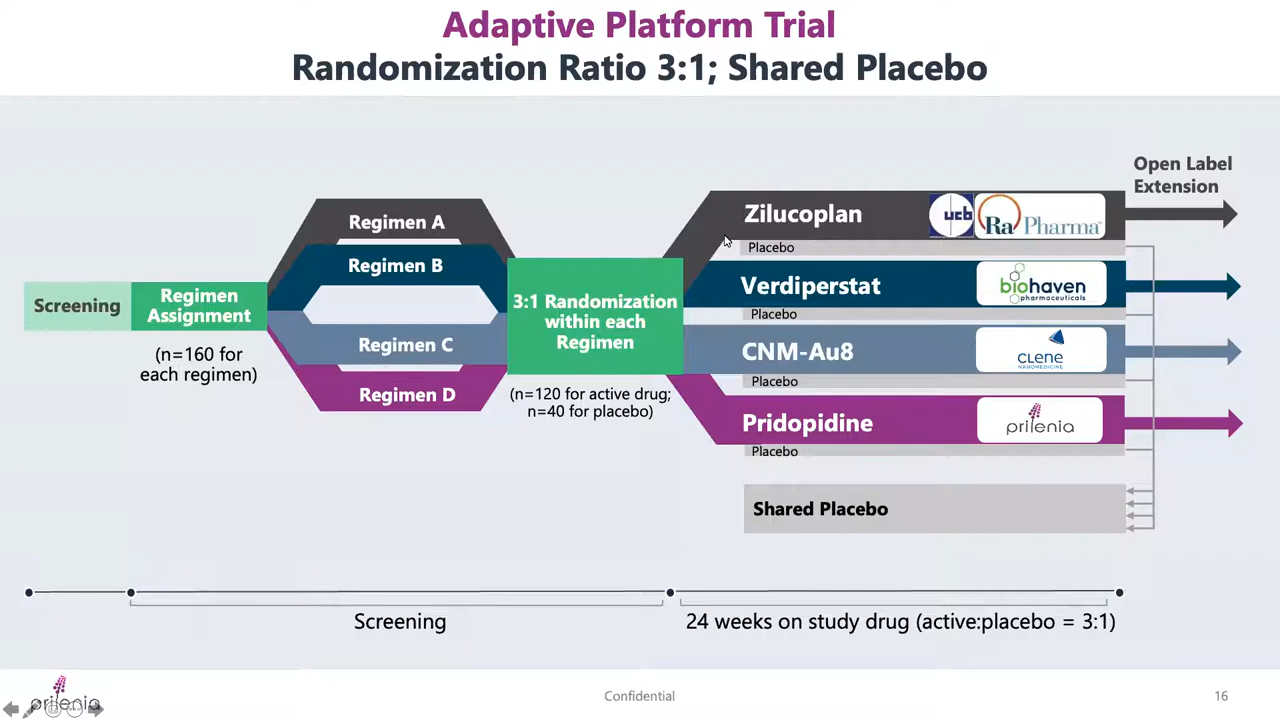 Adaptive Platform Trial
Randomization Ratio 3:1; Shared Placebo
Open Label
Extension
Screening
Regimen
Assignment
(n=160 for
each regimen)
Regimen A
Regimen B
Regimen C
Regimen D
3:1 Randomization
within each
Regimen
(n=120 for active drug;
n=40 for placebo)
Zilucoplan
ucb
Ra Pharma™
Placebo
Verdiperstat
biohaven
pharmaceuticals
Placebo
CNM-Au8
CLENE
NANOMEDICINE
Placebo
Pridopidine
prilenia
Placebo
Shared Placebo
Screening
24 weeks on study drug (active:placebo = 3:1)
prilenia
Confidential
16